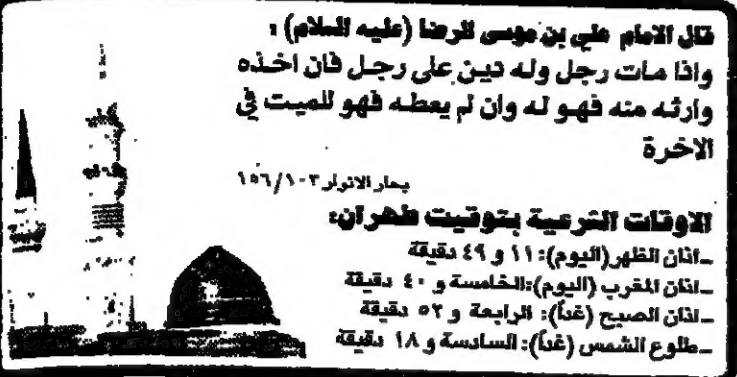 قال الامام علي بن موسى الرضا (عليه السلام) :
واذا مات رجل وله دين على رجل فان اخذه
وارثه منه فهو له وان لم يعطه فهو للميت في
الاخرة
بحار الانوار ١٠٣/١٥٦
الاوقات الشرعية بتوقيت طهران:
ـ اذان الظهر (اليوم): ١١ و ٤٩ دقيقة
ـ اذان المغرب (اليوم): الخامسة و ٤٠ دقيقة
ـ اذان الصبح (غداً): الرابعة و ٥٢ دقيقة
ـ طلوع الشمس (غداً): السادسة و ١٨ دقيقة